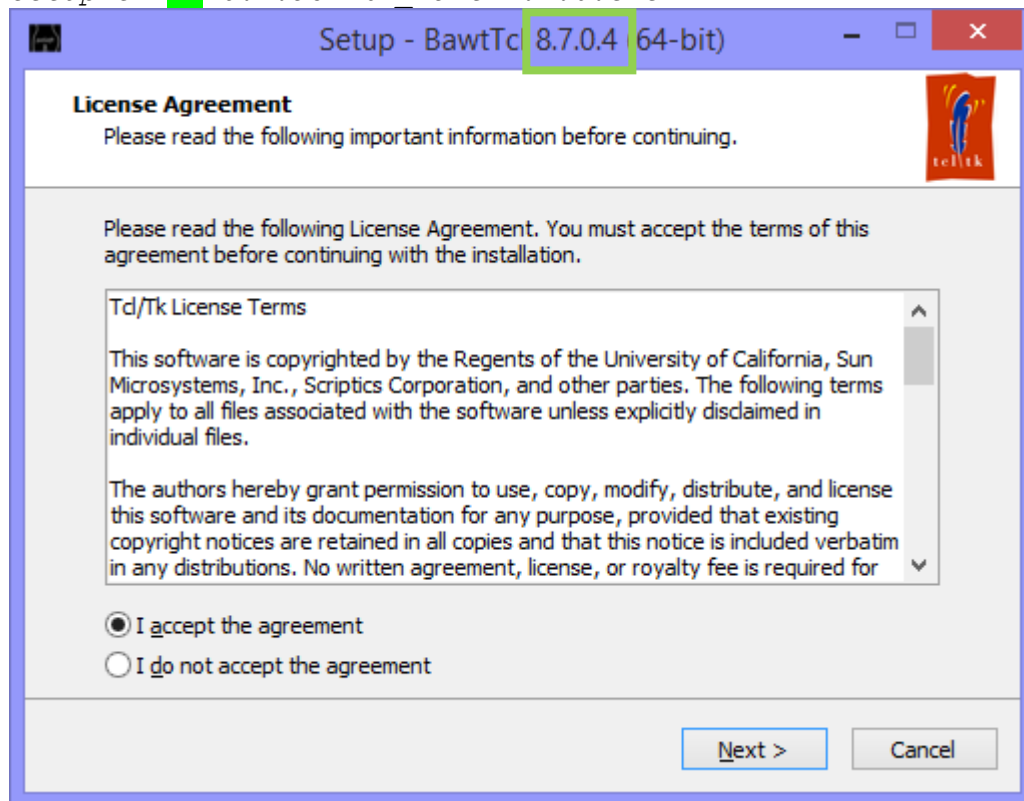 Setup - BawtTcl 8.7.0.4 (64-bit)
License Agreement
Please read the following important information before continuing.
tcl tk
Please read the following License Agreement. You must accept the terms of this
agreement before continuing with the installation.
Tcl/Tk License Terms
This software is copyrighted by the Regents of the University of California, Sun
Microsystems, Inc., Scriptics Corporation, and other parties. The following terms
apply to all files associated with the software unless explicitly disclaimed in
individual files.
The authors hereby grant permission to use, copy, modify, distribute, and license
this software and its documentation for any purpose, provided that existing
copyright notices are retained in all copies and that this notice is included verbatim
in any distributions. No written agreement, license, or royalty fee is required for
I accept the agreement
I do not accept the agreement
Next >
Cancel